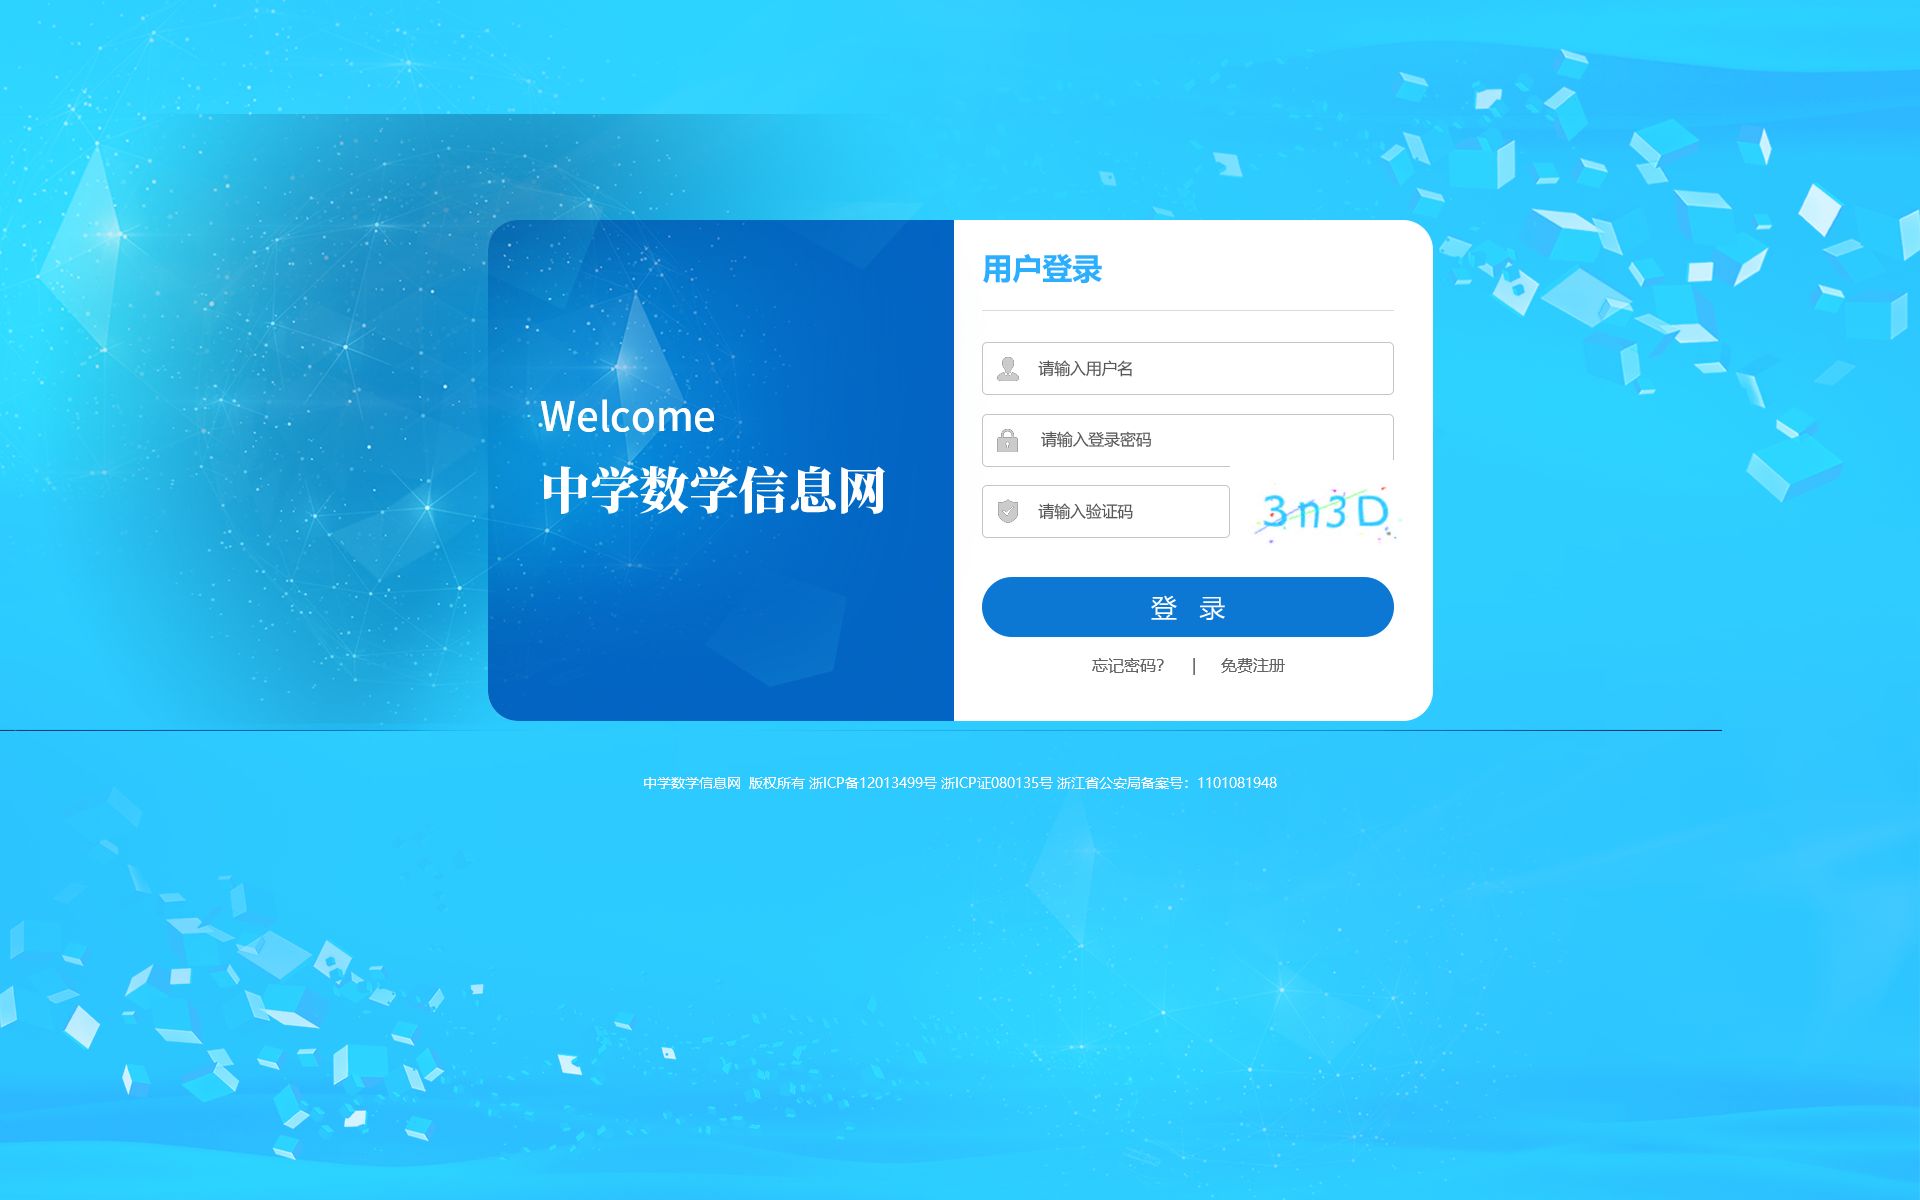 用户登录
请输入用户名
Welcome
请输入登录密码
中学数学信息网
请输入验证码
3n3D
登 录
忘记密码? | 免费注册
中学数学信息网 版权所有 浙ICP备12013499号 浙ICP证080135号 浙江省公安局备案号：1101081948